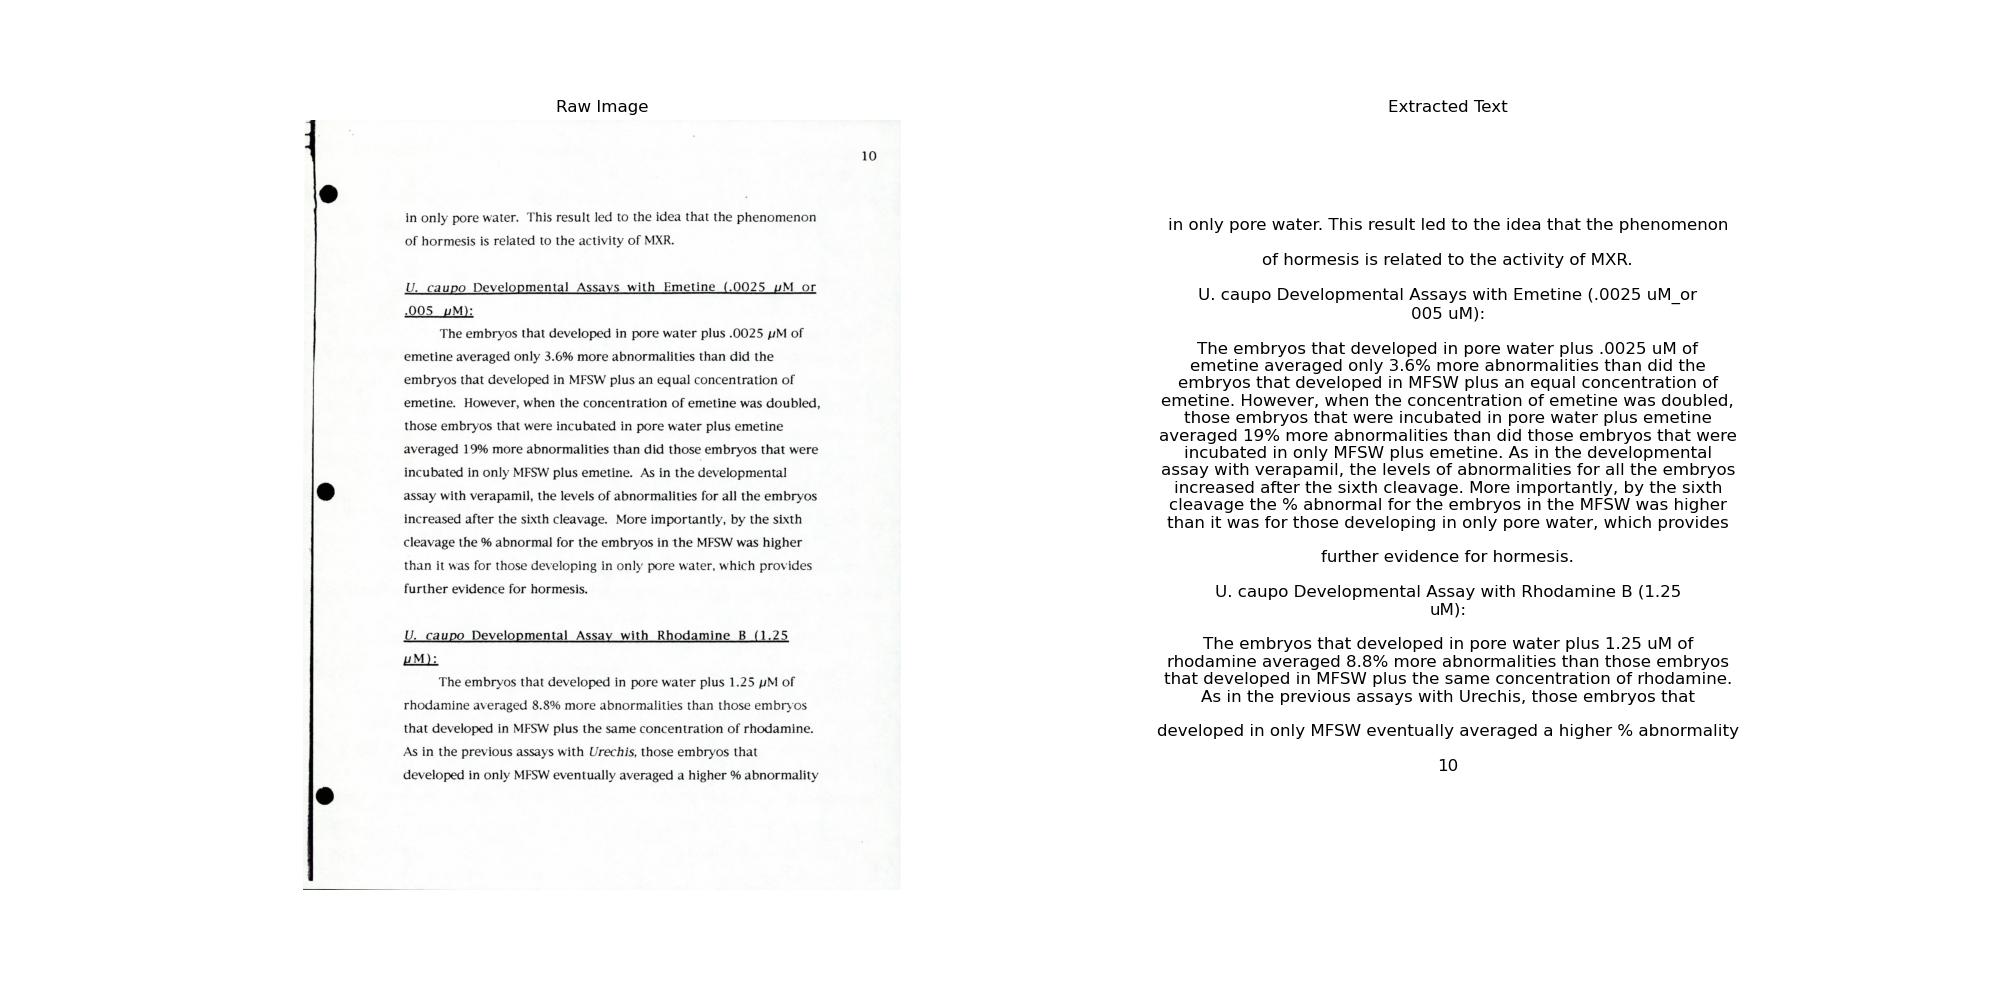 Raw Image
10
in only pore water. This result led to the idea that the phenomenon
of hormesis is related to the activity of MXR.
U. caupo Developmental Assays with Emetine (.0025 µM or
.005 µM):
The embryos that developed in pore water plus .0025 µM of
emetine averaged only 3.6% more abnormalities than did the
embryos that developed in MFSW plus an equal concentration of
emetine. However, when the concentration of emetine was doubled,
those embryos that were incubated in pore water plus emetine
averaged 19% more abnormalities than did those embryos that were
incubated in only MFSW plus emetine. As in the developmental
assay with verapamil, the levels of abnormalities for all the embryos
increased after the sixth cleavage. More importantly, by the sixth
cleavage the % abnormal for the embryos in the MFSW was higher
than it was for those developing in only pore water, which provides
further evidence for hormesis.
U. caupo Developmental Assay with Rhodamine B (1.25
µM):
The embryos that developed in pore water plus 1.25 µM of
rhodamine averaged 8.8% more abnormalities than those embryos
that developed in MFSW plus the same concentration of rhodamine.
As in the previous assays with Urechis, those embryos that
developed in only MFSW eventually averaged a higher % abnormality
Extracted Text
in only pore water. This result led to the idea that the phenomenon
of hormesis is related to the activity of MXR.
U. caupo Developmental Assays with Emetine (.0025 uM_or
005 uM):
The embryos that developed in pore water plus .0025 uM of
emetine averaged only 3.6% more abnormalities than did the
embryos that developed in MFSW plus an equal concentration of
emetine. However, when the concentration of emetine was doubled,
those embryos that were incubated in pore water plus emetine
averaged 19% more abnormalities than did those embryos that were
incubated in only MFSW plus emetine. As in the developmental
assay with verapamil, the levels of abnormalities for all the embryos
increased after the sixth cleavage. More importantly, by the sixth
cleavage the % abnormal for the embryos in the MFSW was higher
than it was for those developing in only pore water, which provides
further evidence for hormesis.
U. caupo Developmental Assay with Rhodamine B (1.25
uM):
The embryos that developed in pore water plus 1.25 uM of
rhodamine averaged 8.8% more abnormalities than those embryos
that developed in MFSW plus the same concentration of rhodamine.
As in the previous assays with Urechis, those embryos that
developed in only MFSW eventually averaged a higher % abnormality
10